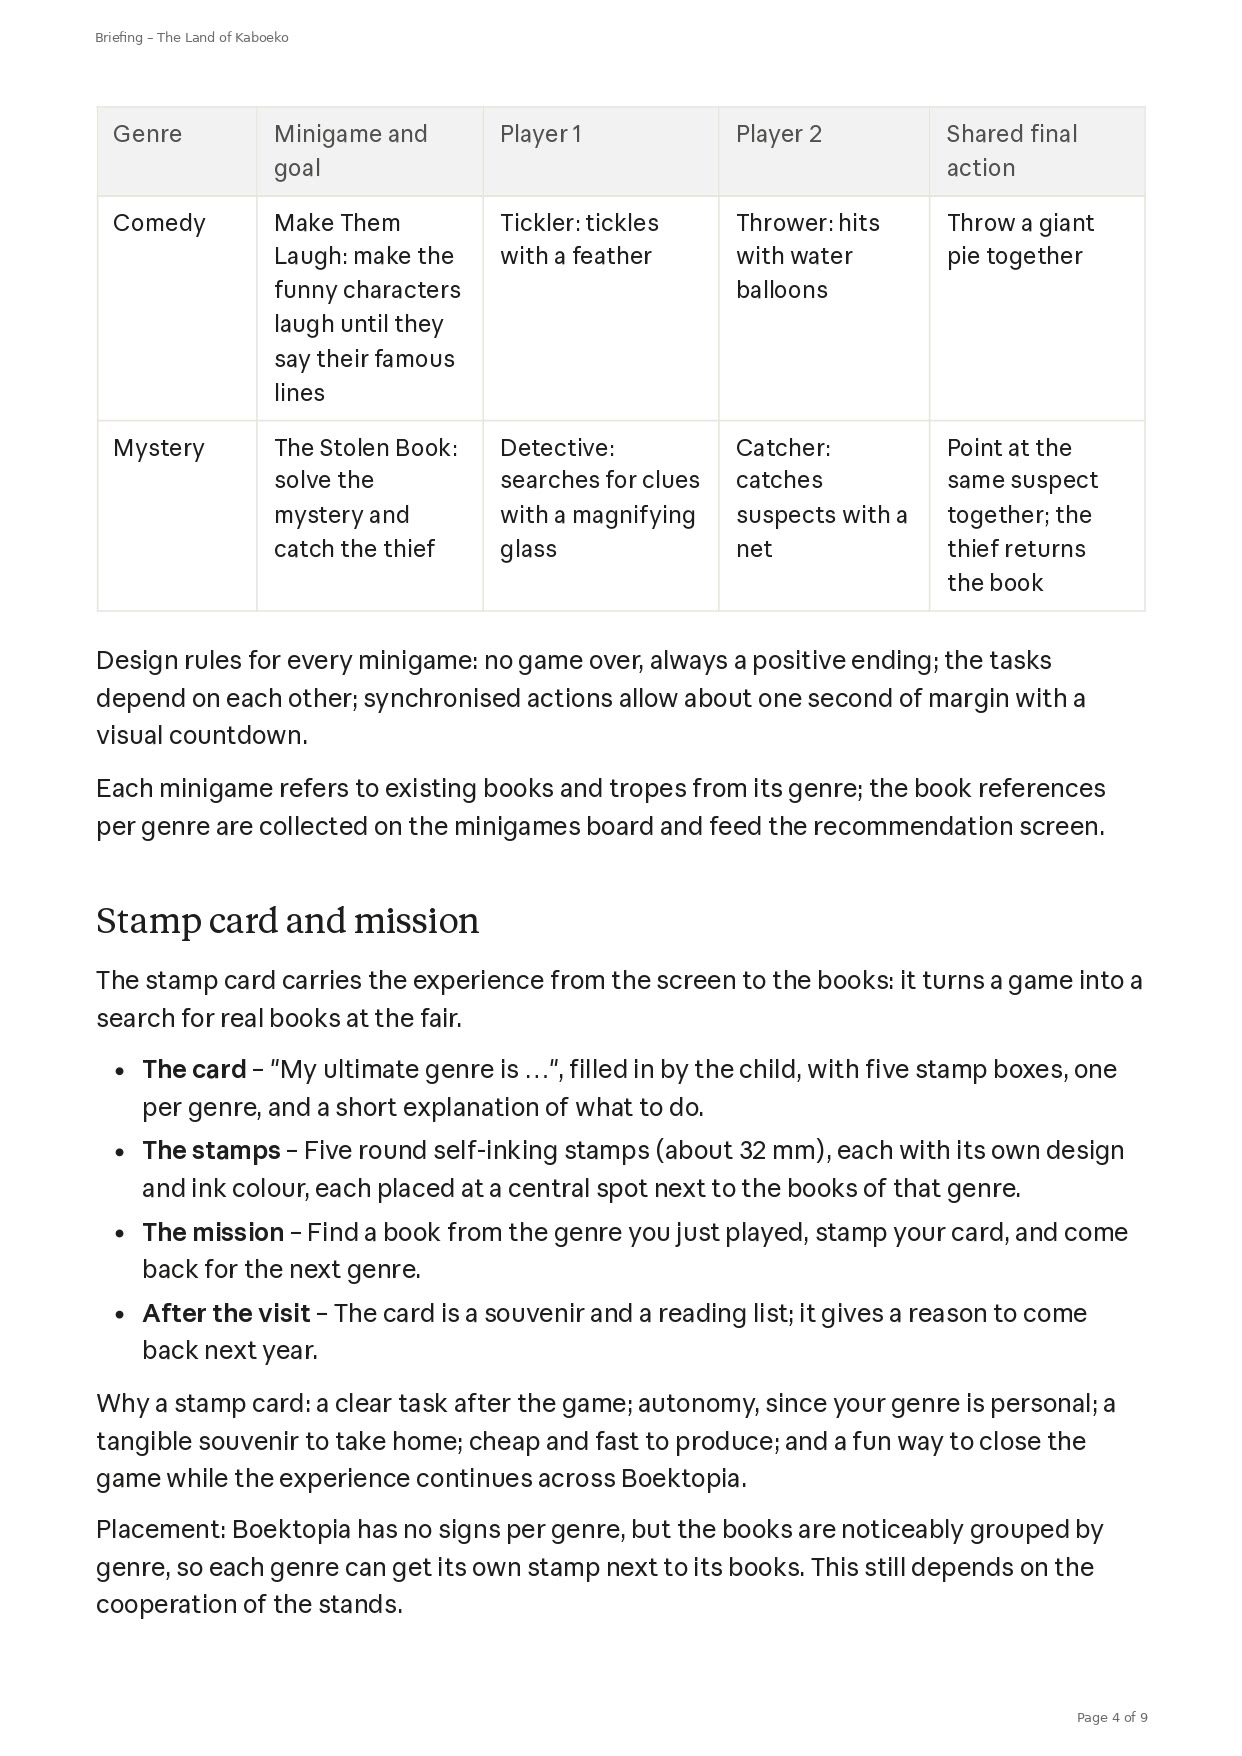 Briefing – The Land of Kaboeko
Genre
Minigame and
goal
Player 1
Player 2
Shared final
action
Comedy
Make Them
Laugh: make the
funny characters
laugh until they
say their famous
lines
Tickler: tickles
with a feather
Thrower: hits
with water
balloons
Throw a giant
pie together
Mystery
The Stolen Book:
solve the
mystery and
catch the thief
Detective:
searches for clues
with a magnifying
glass
Catcher:
catches
suspects with a
net
Point at the
same suspect
together; the
thief returns
the book
Design rules for every minigame: no game over, always a positive ending; the tasks
depend on each other; synchronised actions allow about one second of margin with a
visual countdown.
Each minigame refers to existing books and tropes from its genre; the book references
per genre are collected on the minigames board and feed the recommendation screen.
Stamp card and mission
The stamp card carries the experience from the screen to the books: it turns a game into a
search for real books at the fair.
• The card – "My ultimate genre is …", filled in by the child, with five stamp boxes, one
per genre, and a short explanation of what to do.
• The stamps – Five round self-inking stamps (about 32 mm), each with its own design
and ink colour, each placed at a central spot next to the books of that genre.
• The mission – Find a book from the genre you just played, stamp your card, and come
back for the next genre.
• After the visit – The card is a souvenir and a reading list; it gives a reason to come
back next year.
Why a stamp card: a clear task after the game; autonomy, since your genre is personal; a
tangible souvenir to take home; cheap and fast to produce; and a fun way to close the
game while the experience continues across Boektopia.
Placement: Boektopia has no signs per genre, but the books are noticeably grouped by
genre, so each genre can get its own stamp next to its books. This still depends on the
cooperation of the stands.
Page 4 of 9